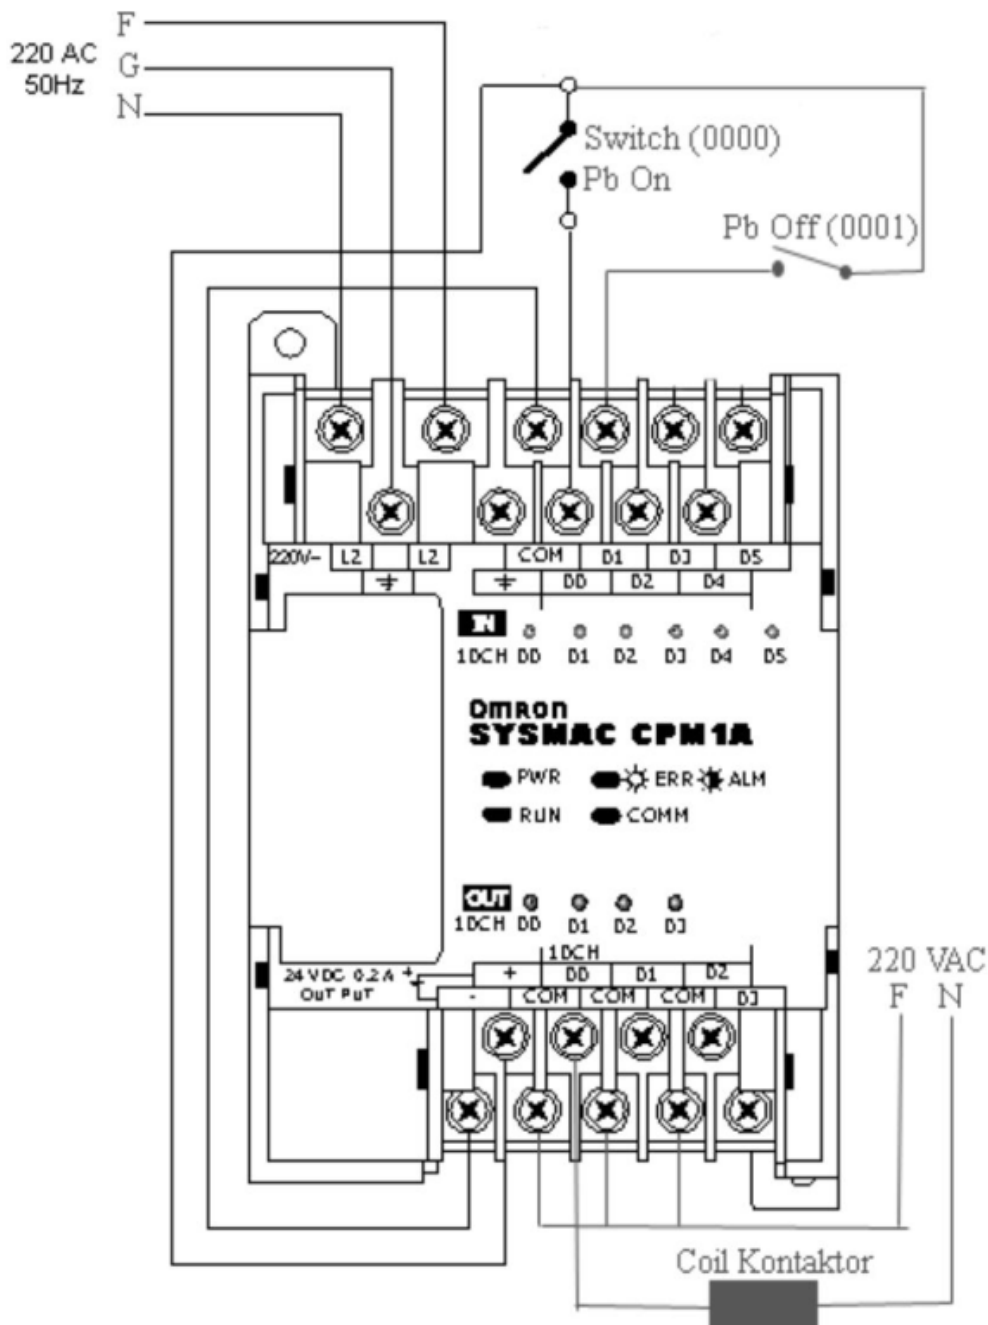 F
220 AC
50Hz
G
N
Switch (0000)
Pb On
Pb Off (0001)
220V~ L2 L2 COM D1 D3 D5
D0 D2 D4
IN
1DCH D0 D1 D2 D3 D4 D5
OMRON
SYSMAC CPM1A
PWR ERR ALM
RUN COMM
OUT
1DCH D0 D1 D2 D3
1DCH
24 VDC 0.2 A + + D0 D1 D2
OUT PUT - COM COM COM D3
220 VAC
F N
Coil Kontaktor